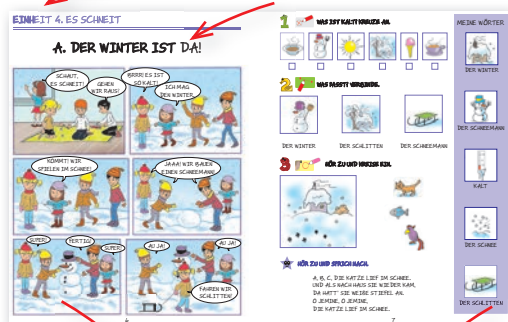 EINHEIT 4. ES SCHNEIT
A. DER WINTER IST DA!
SCHAUT,
ES SCHNEIT!
GEHEN
WIR RAUS!
BRRR! ES IST
SO KALT!
ICH MAG
DEN WINTER.
KOMMT! WIR
SPIELEN IM SCHNEE!
JAAA! WIR BAUEN
EINEN SCHNEEMANN!
SUPER!
FERTIG!
SUPER!
AU JA!
AU JA!
FAHREN WIR
SCHLITTEN!
6
1 WAS IST KALT? KREUZE AN.
2 WAS PASST? VERBINDE.
DER WINTER
DER SCHLITTEN
DER SCHNEEMANN
3 HÖR ZU UND KREISE EIN.
HÖR ZU UND SPRICH NACH.
A, B, C, DIE KATZE LIEF IM SCHNEE.
UND ALS NACH HAUS SIE WIEDER KAM,
DA HATT' SIE WEIßE STIEFEL AN.
O JEMINE, O JEMINE,
DIE KATZE LIEF IM SCHNEE.
7
MEINE WÖRTER
DER WINTER
DER SCHNEEMANN
KALT
DER SCHNEE
DER SCHLITTEN